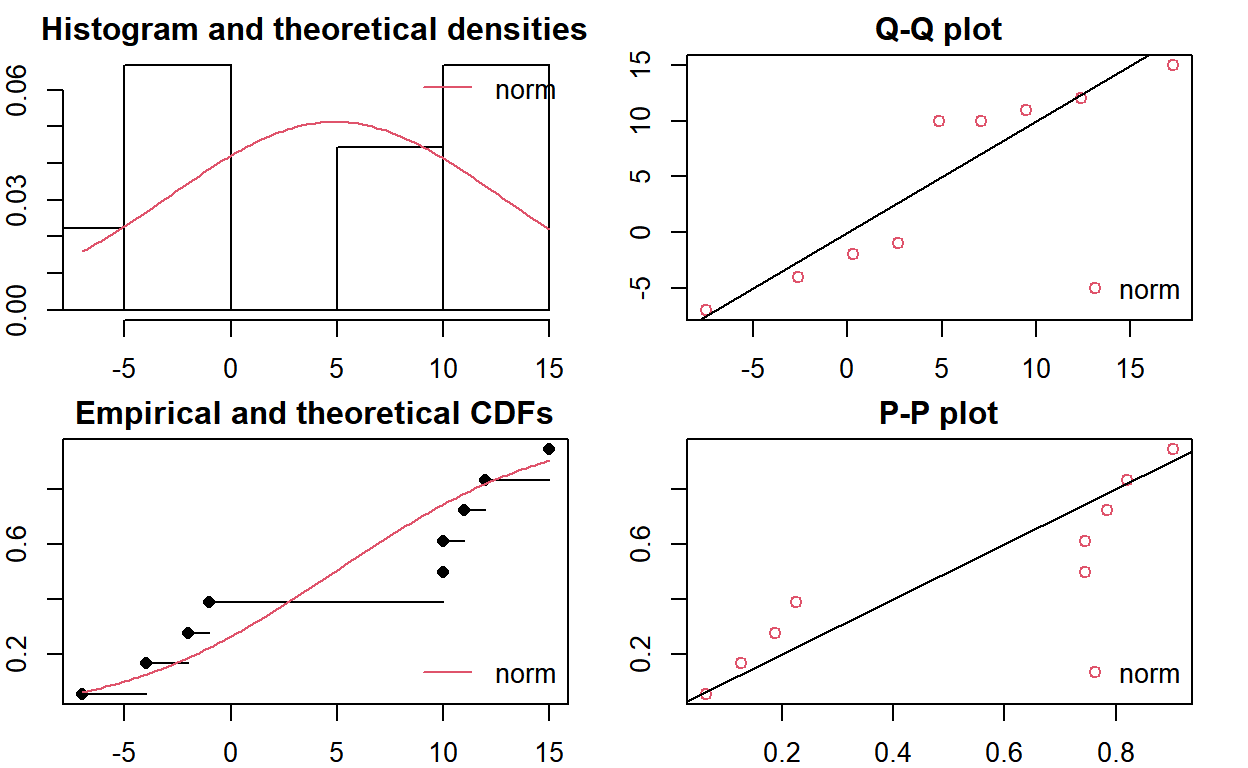 Histogram and theoretical densities
0.06
0.03
0.00
norm
-5 0 5 10 15
Q-Q plot
15
10
5
0
-5
norm
-5 0 5 10 15
Empirical and theoretical CDFs
0.6
0.2
norm
-5 0 5 10 15
P-P plot
0.6
0.2
norm
0.2 0.4 0.6 0.8